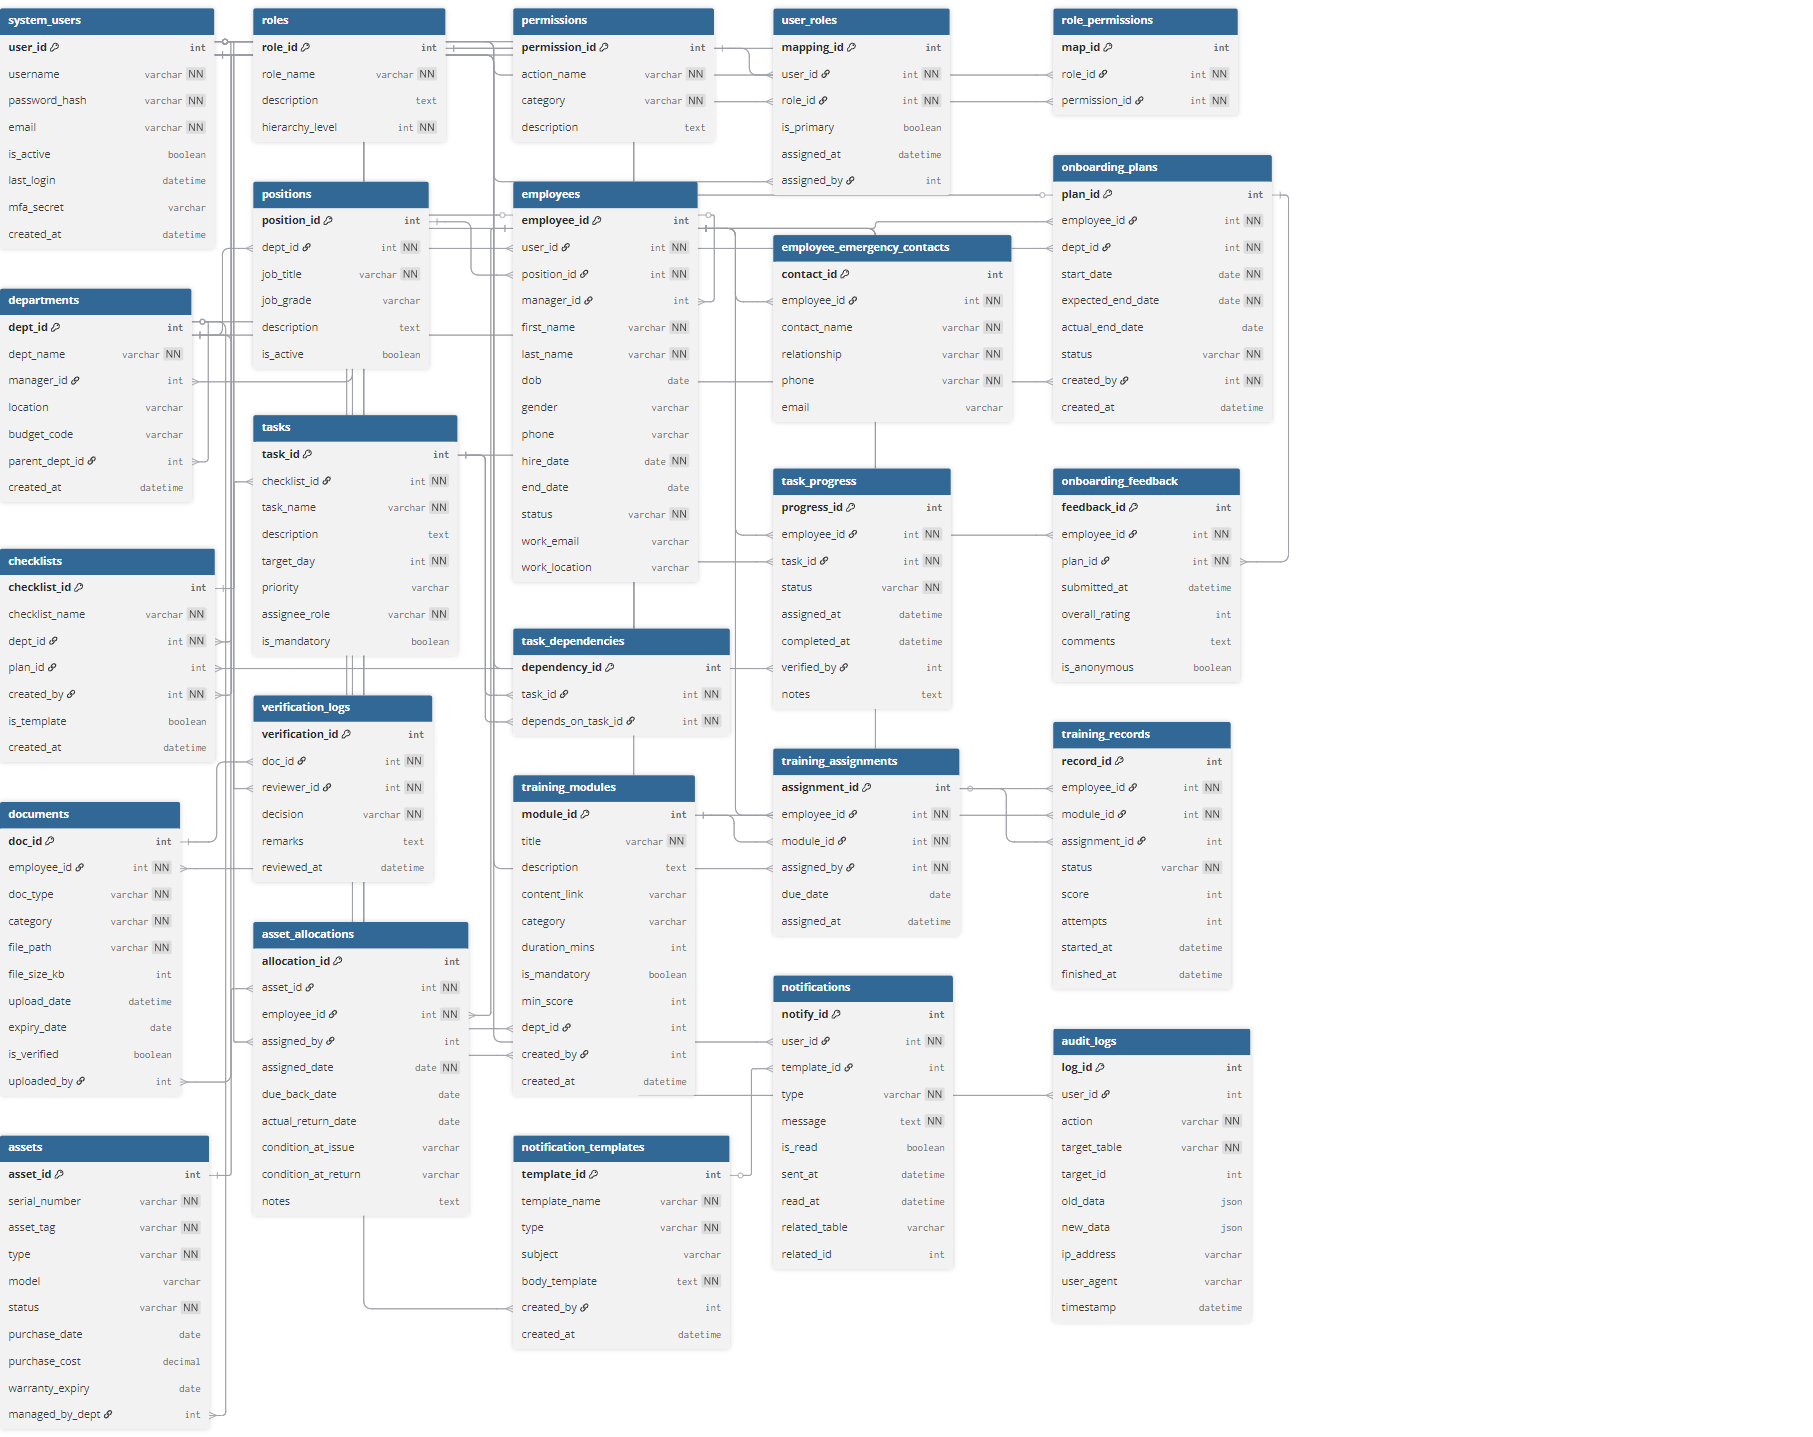 system_users
user_id int
username varchar NN
password_hash varchar NN
email varchar NN
is_active boolean
last_login datetime
mfa_secret varchar
created_at datetime
roles
role_id int
role_name varchar NN
description text
hierarchy_level int NN
permissions
permission_id int
action_name varchar NN
category varchar NN
description text
user_roles
mapping_id int
user_id int NN
role_id int NN
is_primary boolean
assigned_at datetime
assigned_by int
role_permissions
map_id int
role_id int NN
permission_id int NN
onboarding_plans
plan_id int
employee_id int NN
dept_id int NN
start_date date NN
expected_end_date date NN
actual_end_date date
status varchar NN
created_by int NN
created_at datetime
positions
position_id int
dept_id int NN
job_title varchar NN
job_grade varchar
description text
is_active boolean
employees
employee_id int
user_id int NN
position_id int NN
manager_id int
first_name varchar NN
last_name varchar NN
dob date
gender varchar
phone varchar
hire_date date NN
end_date date
status varchar NN
work_email varchar
work_location varchar
employee_emergency_contacts
contact_id int
employee_id int NN
contact_name varchar NN
relationship varchar NN
phone varchar NN
email varchar
departments
dept_id int
dept_name varchar NN
manager_id int
location varchar
budget_code varchar
parent_dept_id int
created_at datetime
tasks
task_id int
checklist_id int NN
task_name varchar NN
description text
target_day int NN
priority varchar
assignee_role varchar NN
is_mandatory boolean
task_progress
progress_id int
employee_id int NN
task_id int NN
status varchar NN
assigned_at datetime
completed_at datetime
verified_by int
notes text
onboarding_feedback
feedback_id int
employee_id int NN
plan_id int NN
submitted_at datetime
overall_rating int
comments text
is_anonymous boolean
checklists
checklist_id int
checklist_name varchar NN
dept_id int NN
plan_id int
created_by int NN
is_template boolean
created_at datetime
task_dependencies
dependency_id int
task_id int NN
depends_on_task_id int NN
verification_logs
verification_id int
doc_id int NN
reviewer_id int NN
decision varchar NN
remarks text
reviewed_at datetime
training_modules
module_id int
title varchar NN
description text
content_link varchar
category varchar
duration_mins int
is_mandatory boolean
min_score int
dept_id int
created_by int
created_at datetime
training_assignments
assignment_id int
employee_id int NN
module_id int NN
assigned_by int NN
due_date date
assigned_at datetime
training_records
record_id int
employee_id int NN
module_id int NN
assignment_id int
status varchar NN
score int
attempts int
started_at datetime
finished_at datetime
documents
doc_id int
employee_id int NN
doc_type varchar NN
category varchar NN
file_path varchar NN
file_size_kb int
upload_date datetime
expiry_date date
is_verified boolean
uploaded_by int
asset_allocations
allocation_id int
asset_id int NN
employee_id int NN
assigned_by int
assigned_date date NN
due_back_date date
actual_return_date date
condition_at_issue varchar
condition_at_return varchar
notes text
notifications
notify_id int
user_id int NN
template_id int
type varchar NN
message text NN
is_read boolean
sent_at datetime
read_at datetime
related_table varchar
related_id int
audit_logs
log_id int
user_id int
action varchar NN
target_table varchar NN
target_id int
old_data json
new_data json
ip_address varchar
user_agent varchar
timestamp datetime
assets
asset_id int
serial_number varchar NN
asset_tag varchar NN
type varchar NN
model varchar
status varchar NN
purchase_date date
purchase_cost decimal
warranty_expiry date
managed_by_dept int
notification_templates
template_id int
template_name varchar NN
type varchar NN
subject varchar
body_template text NN
created_by int
created_at datetime